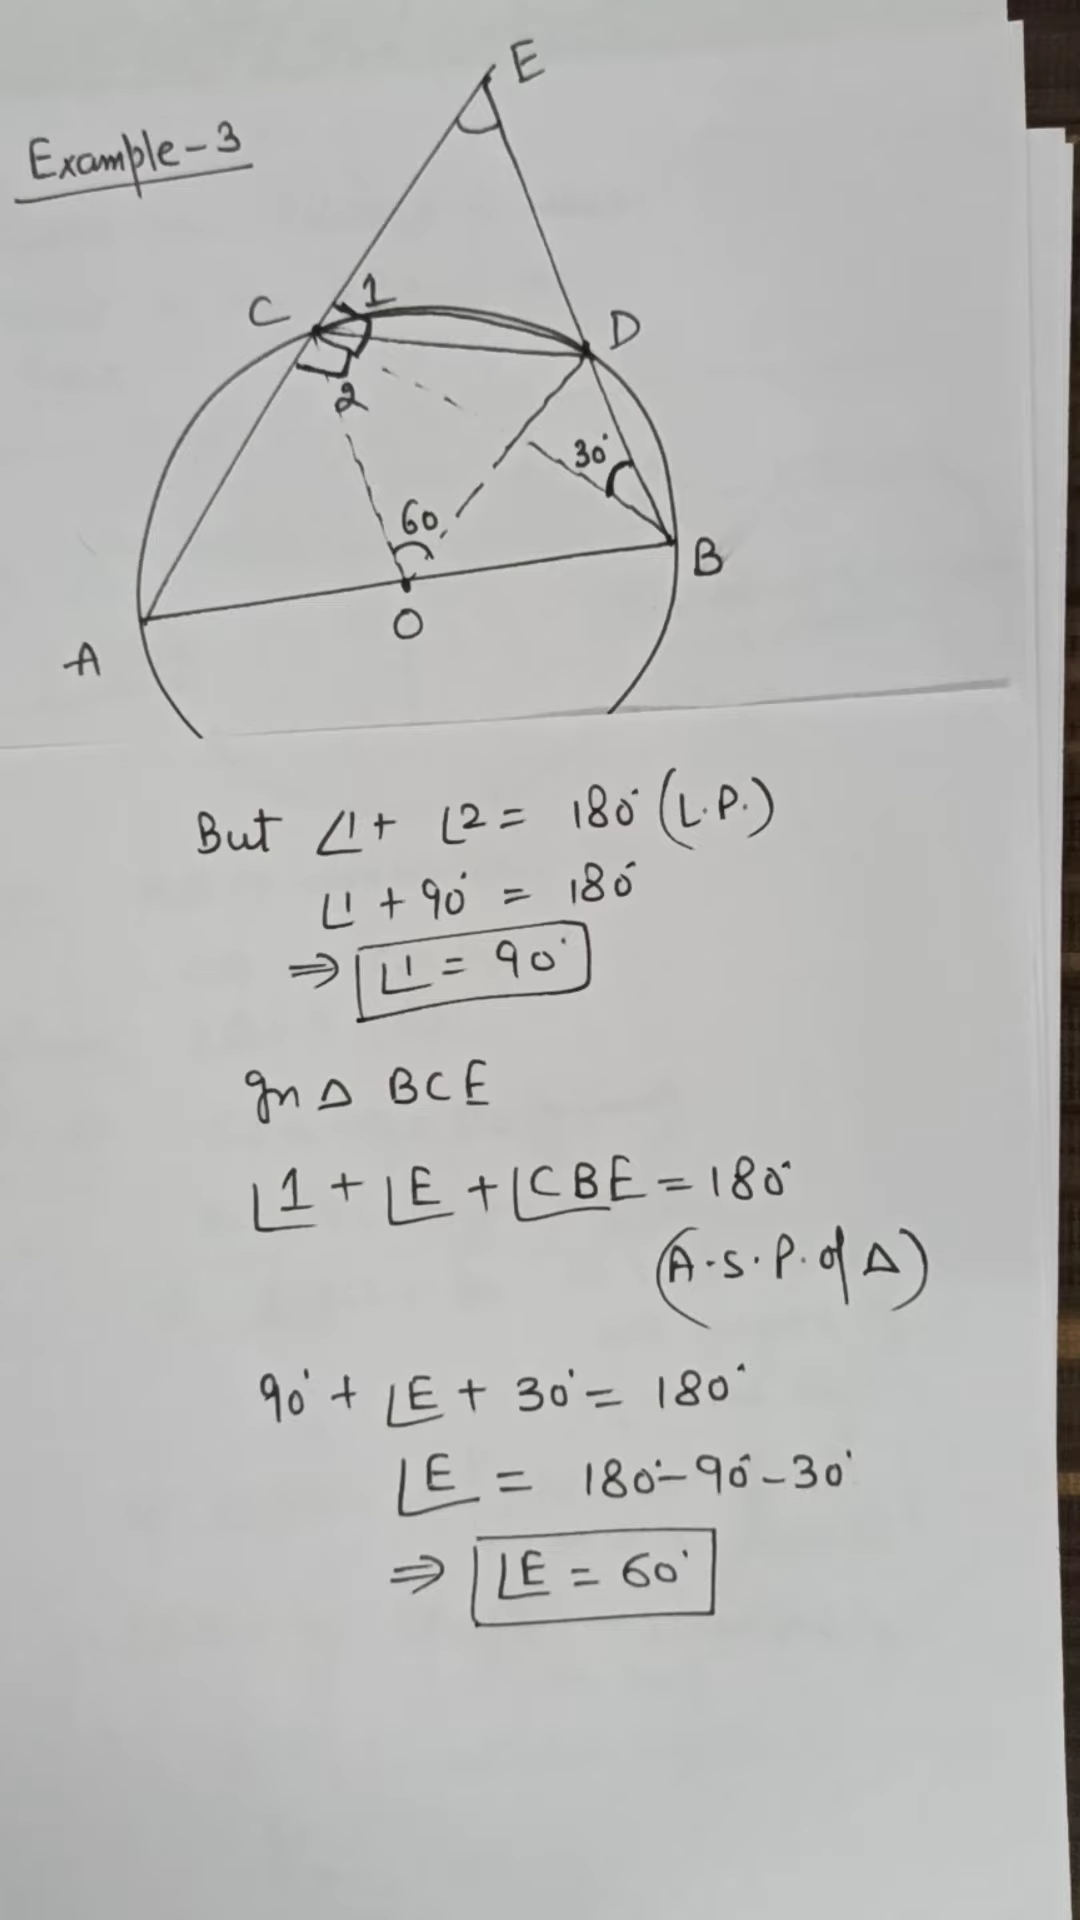 Example-3
E
C
1
D
2
30°
60
B
O
A
But ∠1 + ∠2 = 180° (L.P.)
∠1 + 90° = 180°
⇒ ∠1 = 90°
In △ BCE
∠1 + ∠E + ∠CBE = 180°
(A.S.P. of △)
90° + ∠E + 30° = 180°
∠E = 180° - 90° - 30°
⇒ ∠E = 60°